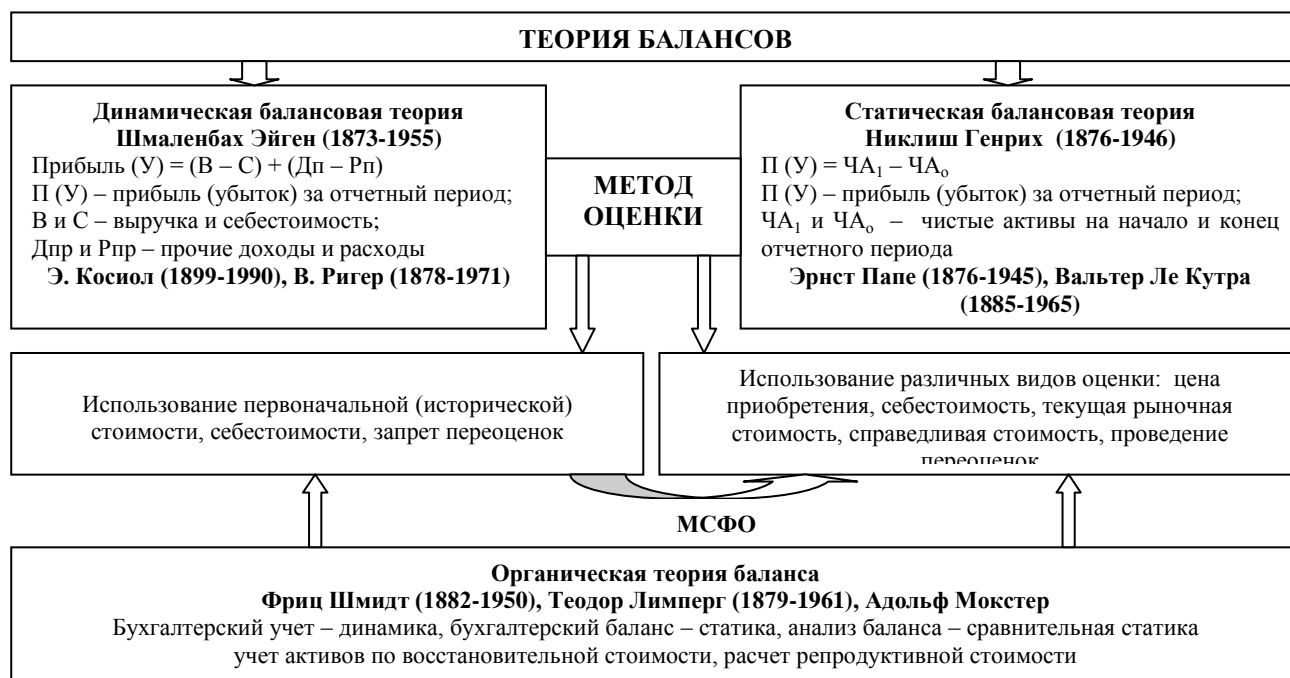 ТЕОРИЯ БАЛАНСОВ
Динамическая балансовая теория
Шмаленбах Эйген (1873-1955)
Прибыль (У) = (В – С) + (Дп – Рп)
П (У) – прибыль (убыток) за отчетный период;
В и С – выручка и себестоимость;
Дпр и Рпр – прочие доходы и расходы
Э. Косиол (1899-1990), В. Ригер (1878-1971)
МЕТОД
ОЦЕНКИ
Статическая балансовая теория
Никлиш Генрих (1876-1946)
П (У) = ЧА₁ – ЧАₒ
П (У) – прибыль (убыток) за отчетный период;
ЧА₁ и ЧАₒ – чистые активы на начало и конец
отчетного периода
Эрнст Папе (1876-1945), Вальтер Ле Кутра
(1885-1965)
Использование первоначальной (исторической)
стоимости, себестоимости, запрет переоценок
Использование различных видов оценки: цена
приобретения, себестоимость, текущая рыночная
стоимость, справедливая стоимость, проведение
переоценок
МСФО
Органическая теория баланса
Фриц Шмидт (1882-1950), Теодор Лимперг (1879-1961), Адольф Мокстер
Бухгалтерский учет – динамика, бухгалтерский баланс – статика, анализ баланса – сравнительная статика
учет активов по восстановительной стоимости, расчет репродуктивной стоимости